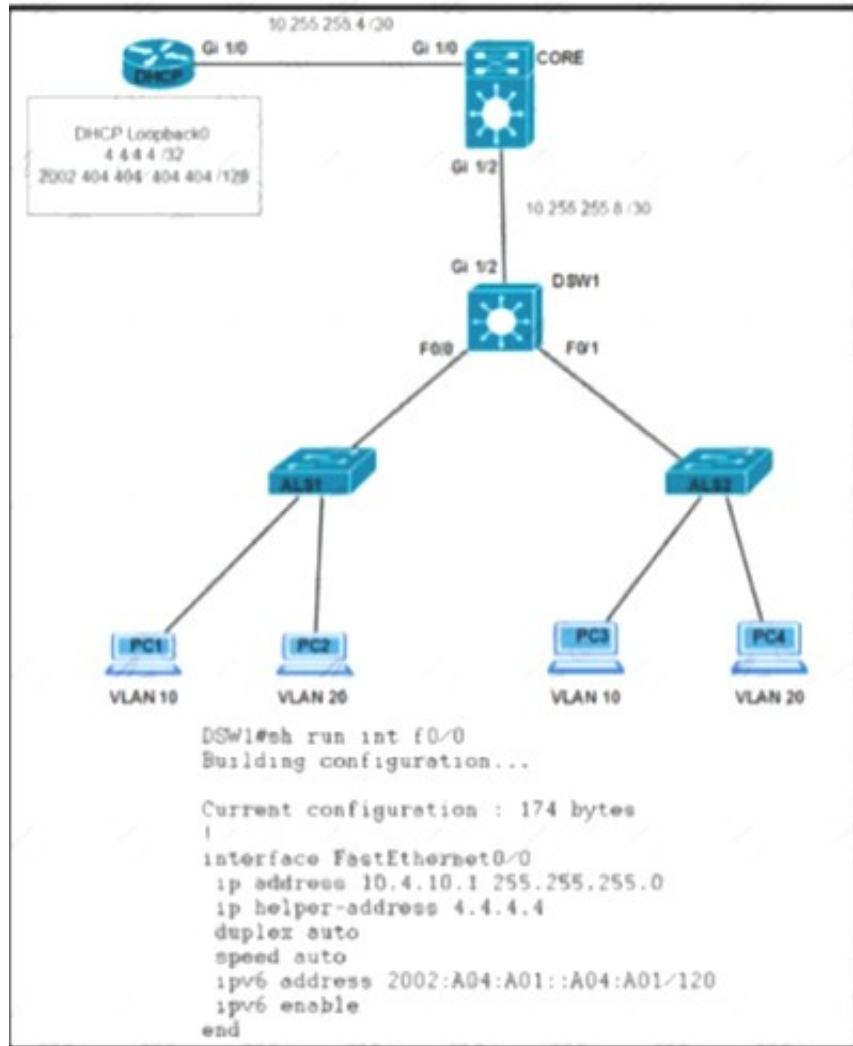 10.255.255.4 /30
Gi 1/0
Gi 1/0
CORE
DHCP
DHCP Loopback0
4.4.4.4 /32
2002 404 404 404 404 /128
Gi 1/2
10.255.255.8 /30
Gi 1/2
DSW1
F0/0
F0/1
ALS1
ALS2
PC1
PC2
PC3
PC4
VLAN 10
VLAN 20
VLAN 10
VLAN 20
DSW1#sh run int f0/0
Building configuration...
Current configuration : 174 bytes
!
interface FastEthernet0/0
ip address 10.4.10.1 255.255.255.0
ip helper-address 4.4.4.4
duplex auto
speed auto
ipv6 address 2002:A04:A01::A04:A01/120
ipv6 enable
end